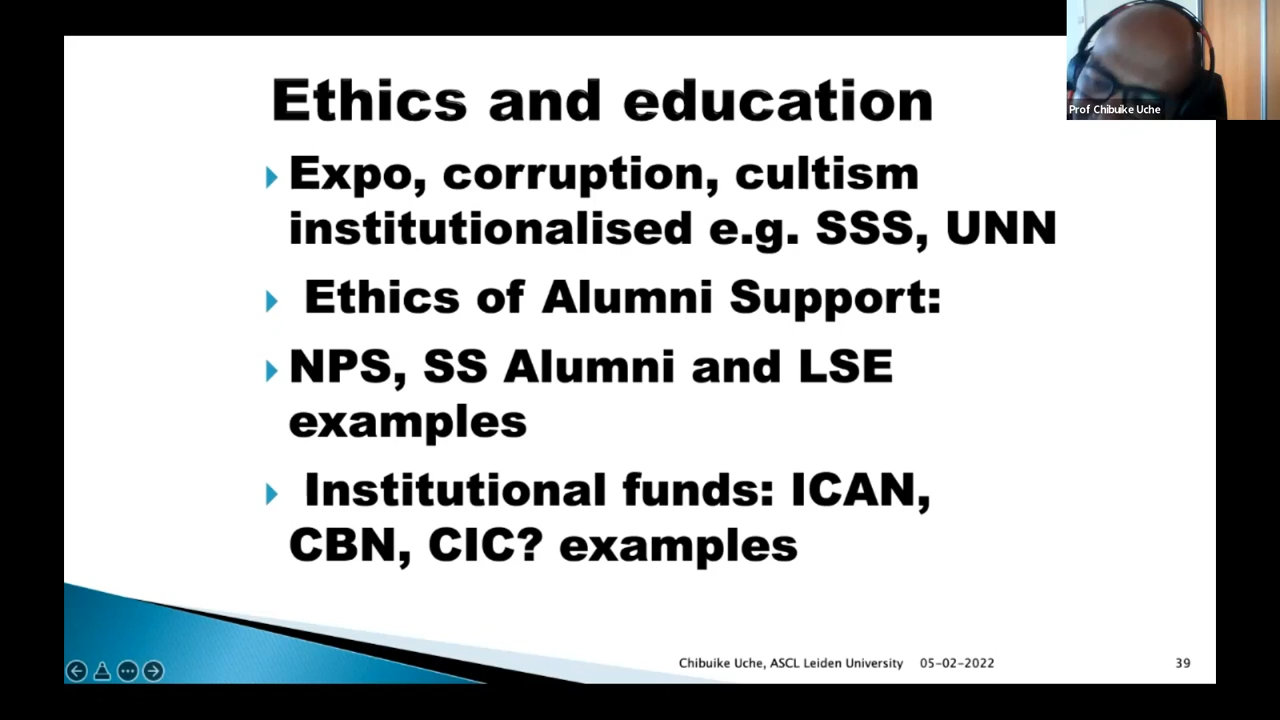 Prof Chibuike Uche
Ethics and education
Expo, corruption, cultism
institutionalised e.g. SSS, UNN
Ethics of Alumni Support:
NPS, SS Alumni and LSE
examples
Institutional funds: ICAN,
CBN, CIC? examples
Chibuike Uche, ASCL Leiden University 05-02-2022 39